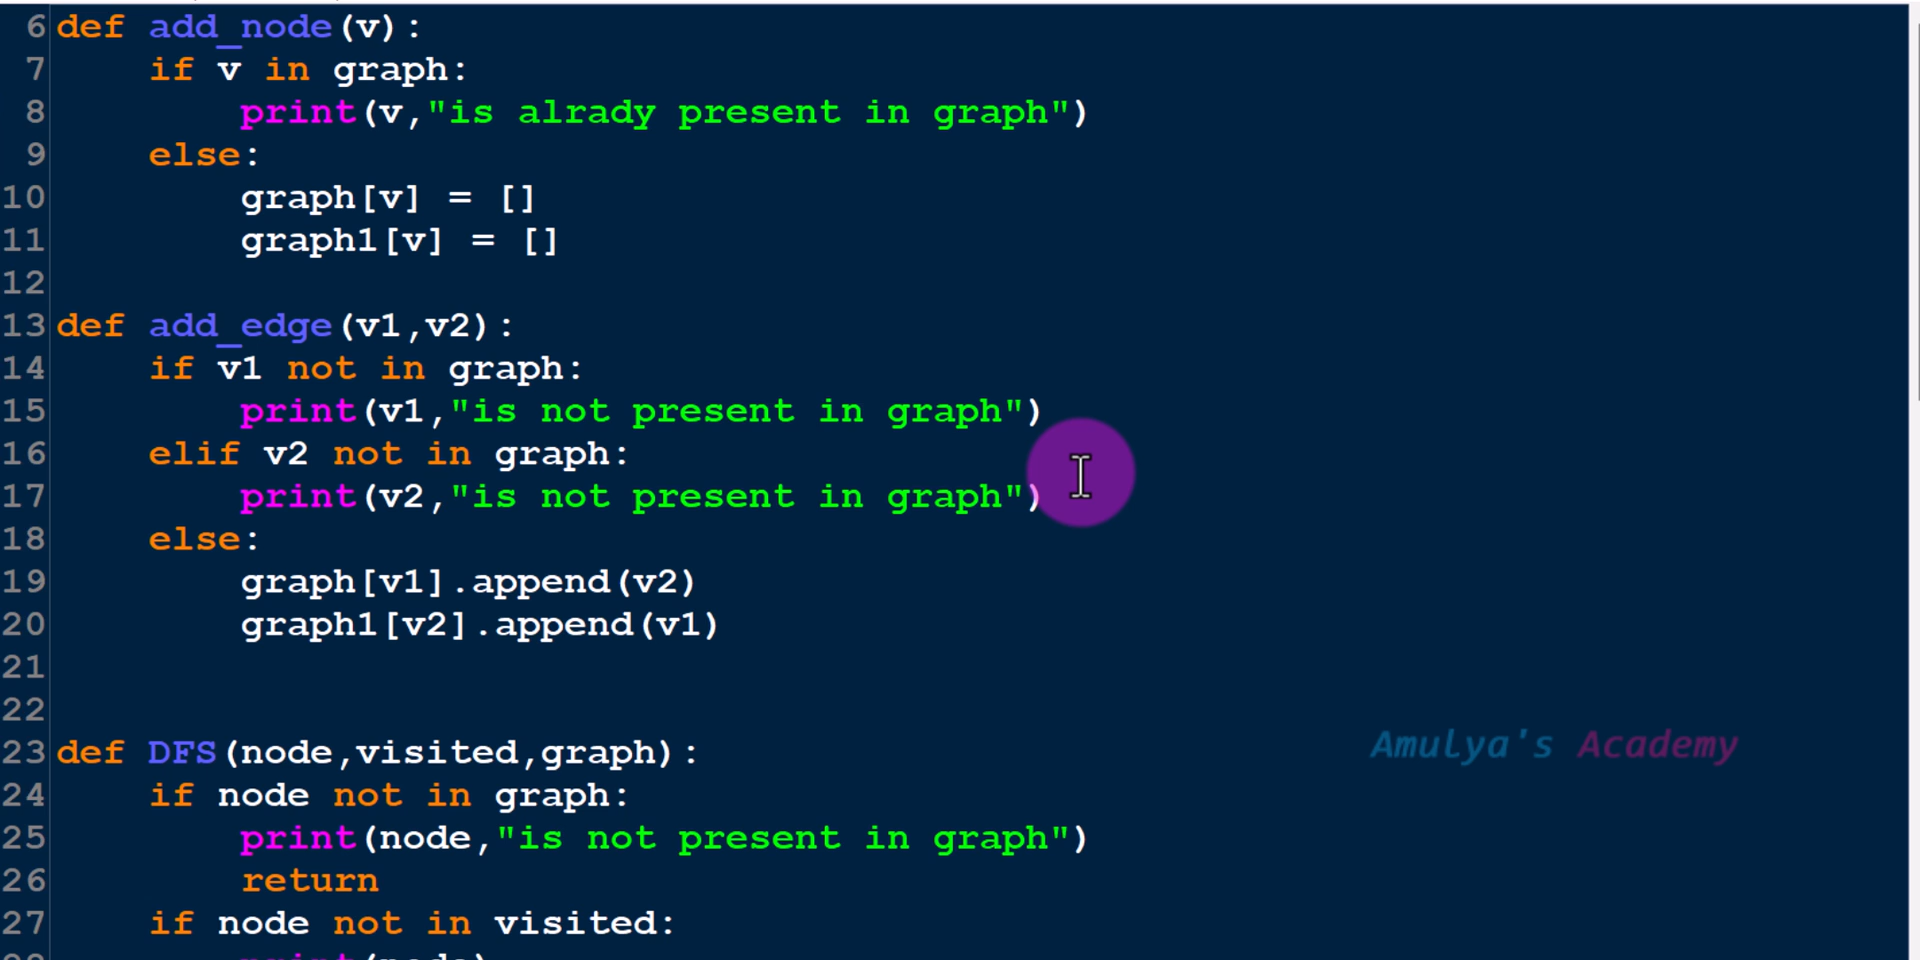 6 def add_node(v):
7     if v in graph:
8         print(v,"is alrady present in graph")
9     else:
10         graph[v] = []
11         graph1[v] = []
12
13 def add_edge(v1,v2):
14     if v1 not in graph:
15         print(v1,"is not present in graph")
16     elif v2 not in graph:
17         print(v2,"is not present in graph")
18     else:
19         graph[v1].append(v2)
20         graph1[v2].append(v1)
21
22
Amulya's Academy
23 def DFS(node,visited,graph):
24     if node not in graph:
25         print(node,"is not present in graph")
26         return
27     if node not in visited: